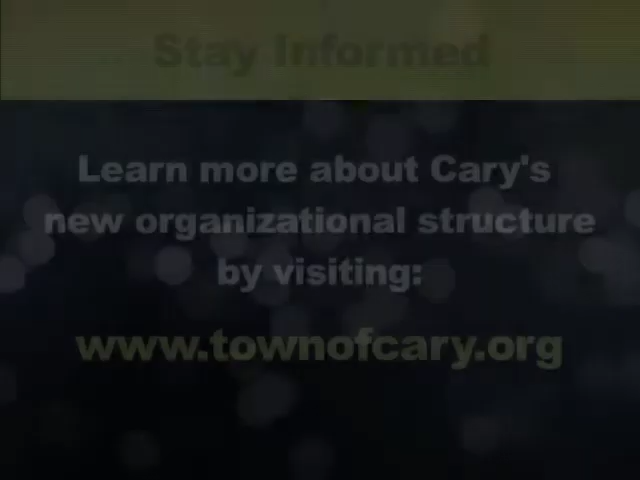 Stay Informed
Learn more about Cary's
new organizational structure
by visiting:
www.townofcary.org